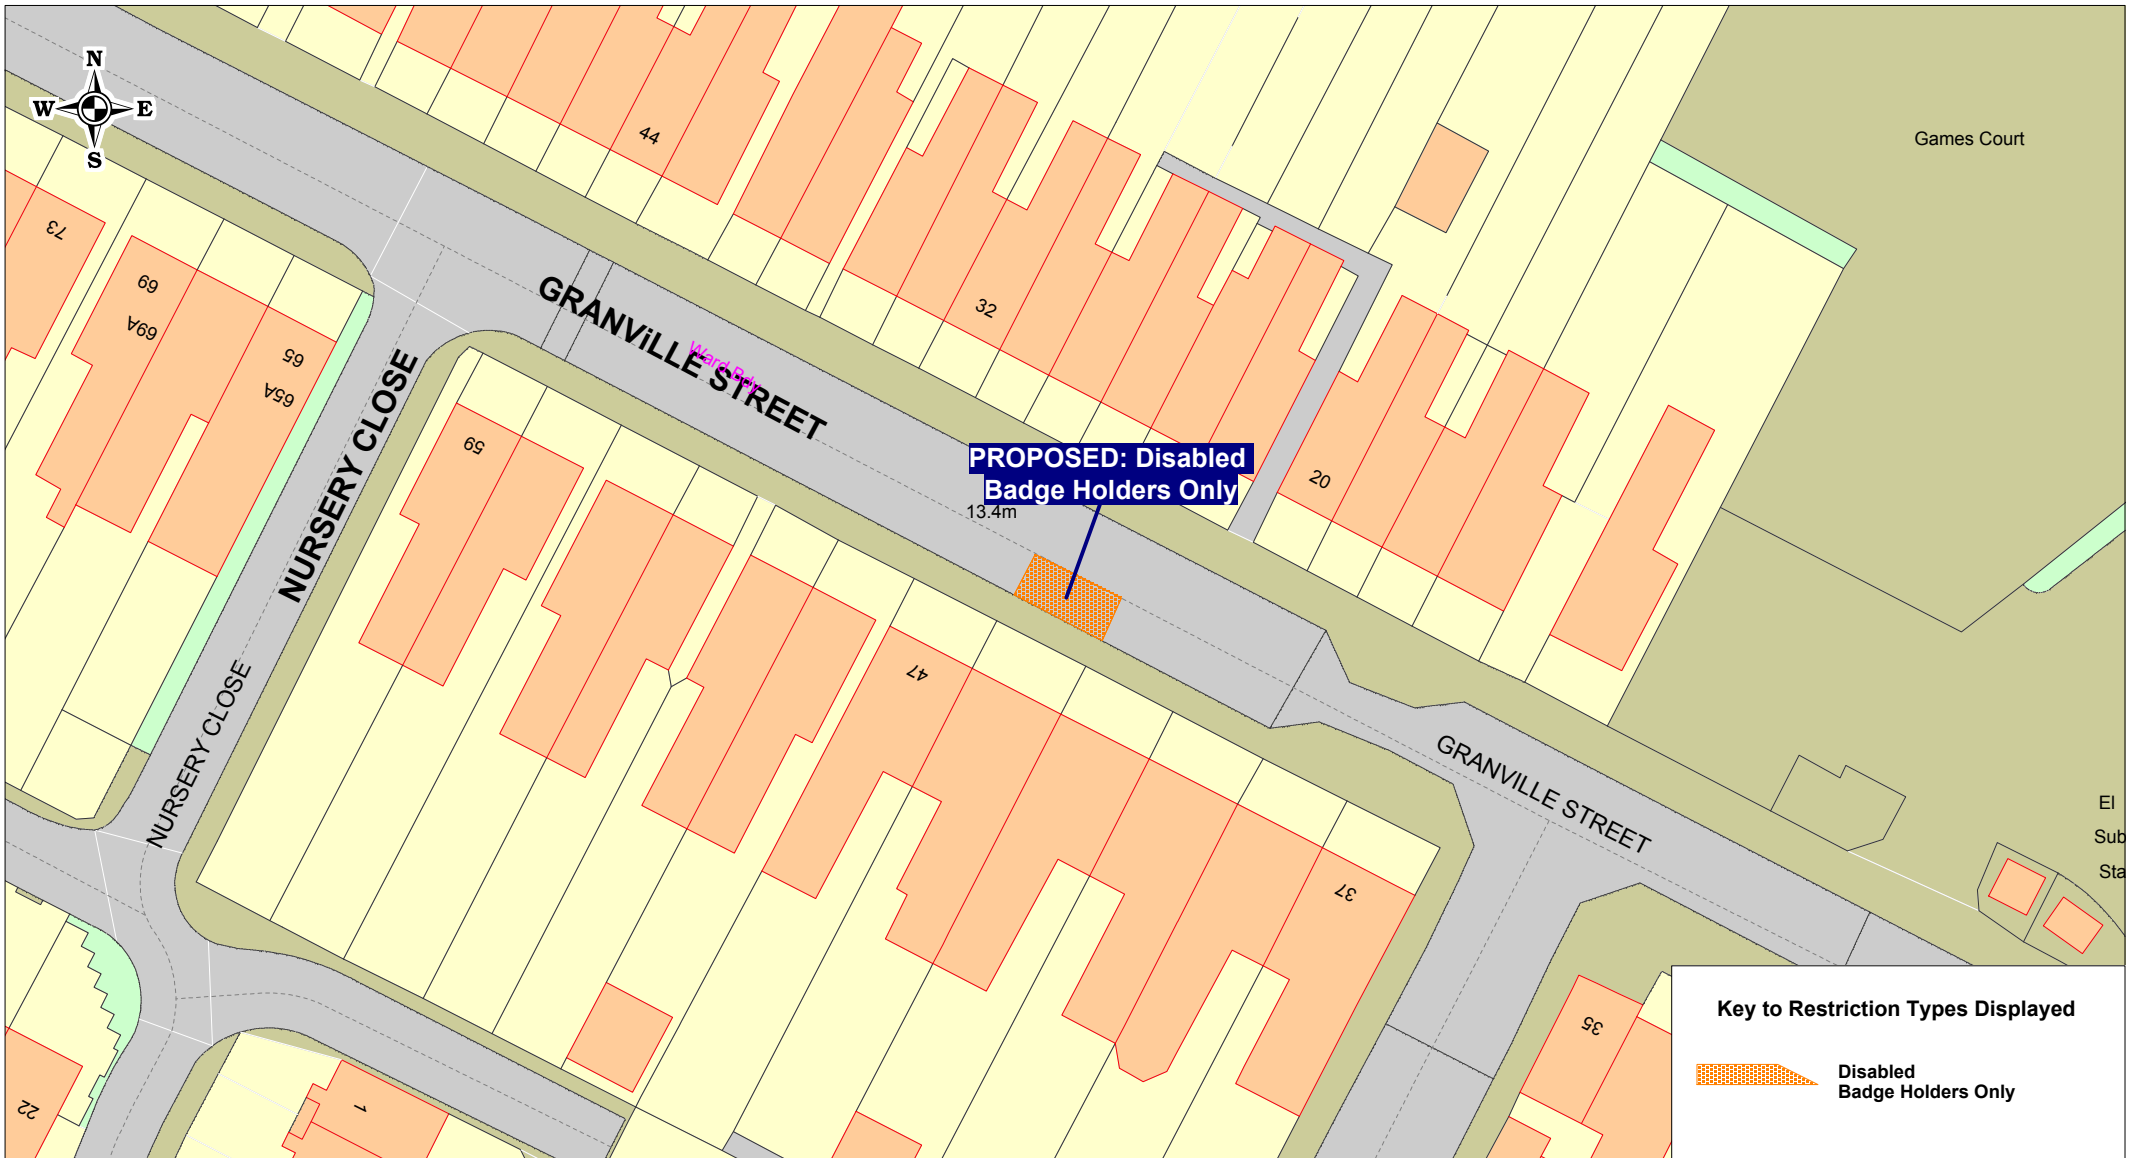 N
W E
S
44
Games Court
73
69
69A
65
65A
32
GRANViLLE STREET
Ward Bdy
NURSERY CLOSE
59
PROPOSED: Disabled
Badge Holders Only
13.4m
20
47
NURSERY CLOSE
GRANVILLE STREET
El
Sub
Sta
37
35
22
1
Key to Restriction Types Displayed
Disabled
Badge Holders Only